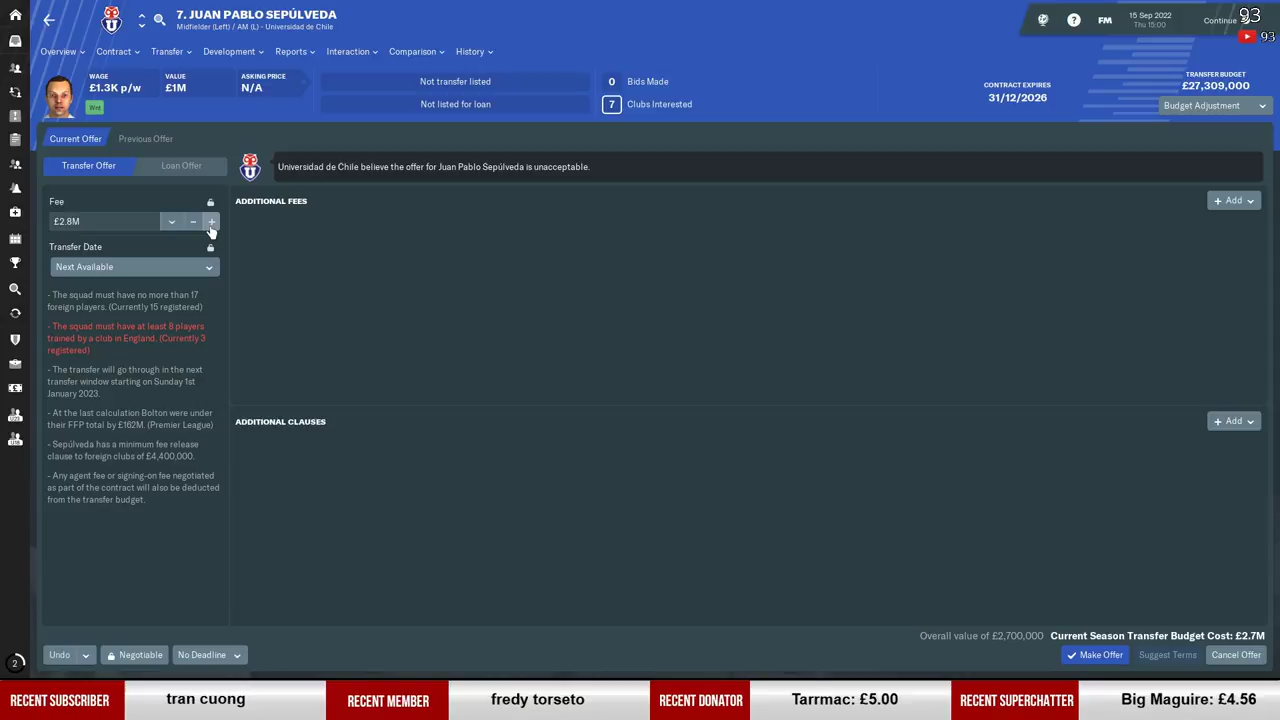 7. JUAN PABLO SEPÚLVEDA
Midfielder (Left) / AM (L) - Universidad de Chile
FM
15 Sep 2022
Thu 15:00
Continue
93
93
Overview
Contract
Transfer
Development
Reports
Interaction
Comparison
History
WAGE
£1.3K p/w
VALUE
£1M
ASKING PRICE
N/A
Wnt
Not transfer listed
Not listed for loan
0 Bids Made
7 Clubs Interested
CONTRACT EXPIRES
31/12/2026
TRANSFER BUDGET
£27,309,000
Budget Adjustment
Current Offer
Previous Offer
Transfer Offer
Loan Offer
Universidad de Chile believe the offer for Juan Pablo Sepúlveda is unacceptable.
Fee
£2.8M
Transfer Date
Next Available
- The squad must have no more than 17
foreign players. (Currently 15 registered)
- The squad must have at least 8 players
trained by a club in England. (Currently 3
registered)
- The transfer will go through in the next
transfer window starting on Sunday 1st
January 2023.
- At the last calculation Bolton were under
their FFP total by £162M. (Premier League)
- Sepúlveda has a minimum fee release
clause to foreign clubs of £4,400,000.
- Any agent fee or signing-on fee negotiated
as part of the contract will also be deducted
from the transfer budget.
ADDITIONAL FEES
+ Add
ADDITIONAL CLAUSES
+ Add
Overall value of £2,700,000 Current Season Transfer Budget Cost: £2.7M
2
Undo
Negotiable
No Deadline
Make Offer
Suggest Terms
Cancel Offer
RECENT SUBSCRIBER
tran cuong
RECENT MEMBER
fredy torseto
RECENT DONATOR
Tarrmac: £5.00
RECENT SUPERCHATTER
Big Maguire: £4.56